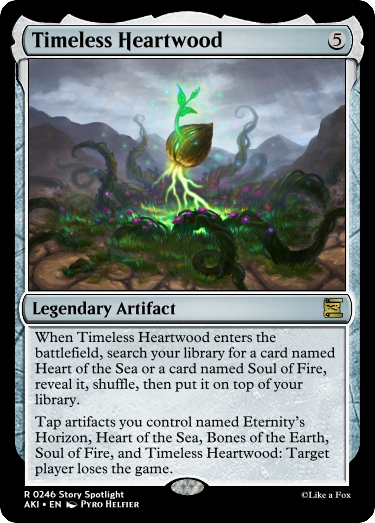 Timeless Heartwood 5
Legendary Artifact
When Timeless Heartwood enters the
battlefield, search your library for a card named
Heart of the Sea or a card named Soul of Fire,
reveal it, shuffle, then put it on top of your
library.
Tap artifacts you control named Eternity's
Horizon, Heart of the Sea, Bones of the Earth,
Soul of Fire, and Timeless Heartwood: Target
player loses the game.
R 0246 Story Spotlight
AKI • EN Pyro Helfier
©Like a Fox